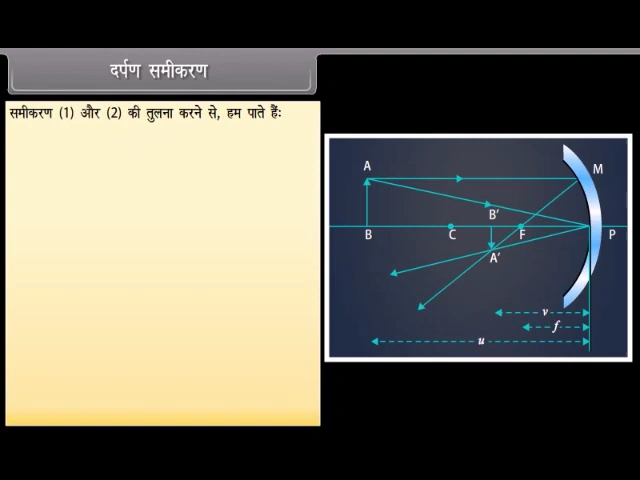 दर्पण समीकरण
समीकरण (1) और (2) की तुलना करने से, हम पाते हैं:
A
M
B'
B
C
F
P
A'
v
f
u